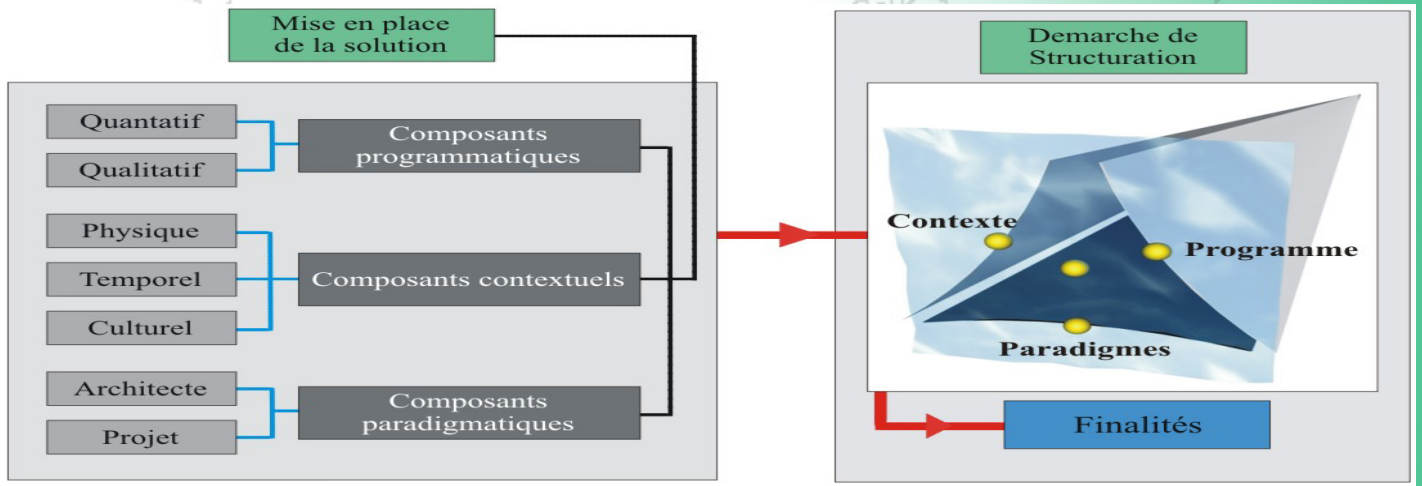 Mise en place
de la solution
Quantatif
Qualitatif
Composants
programmatiques
Physique
Temporel
Culturel
Composants contextuels
Architecte
Projet
Composants
paradigmatiques
Demarche de
Structuration
Contexte
Programme
Paradigmes
Finalités